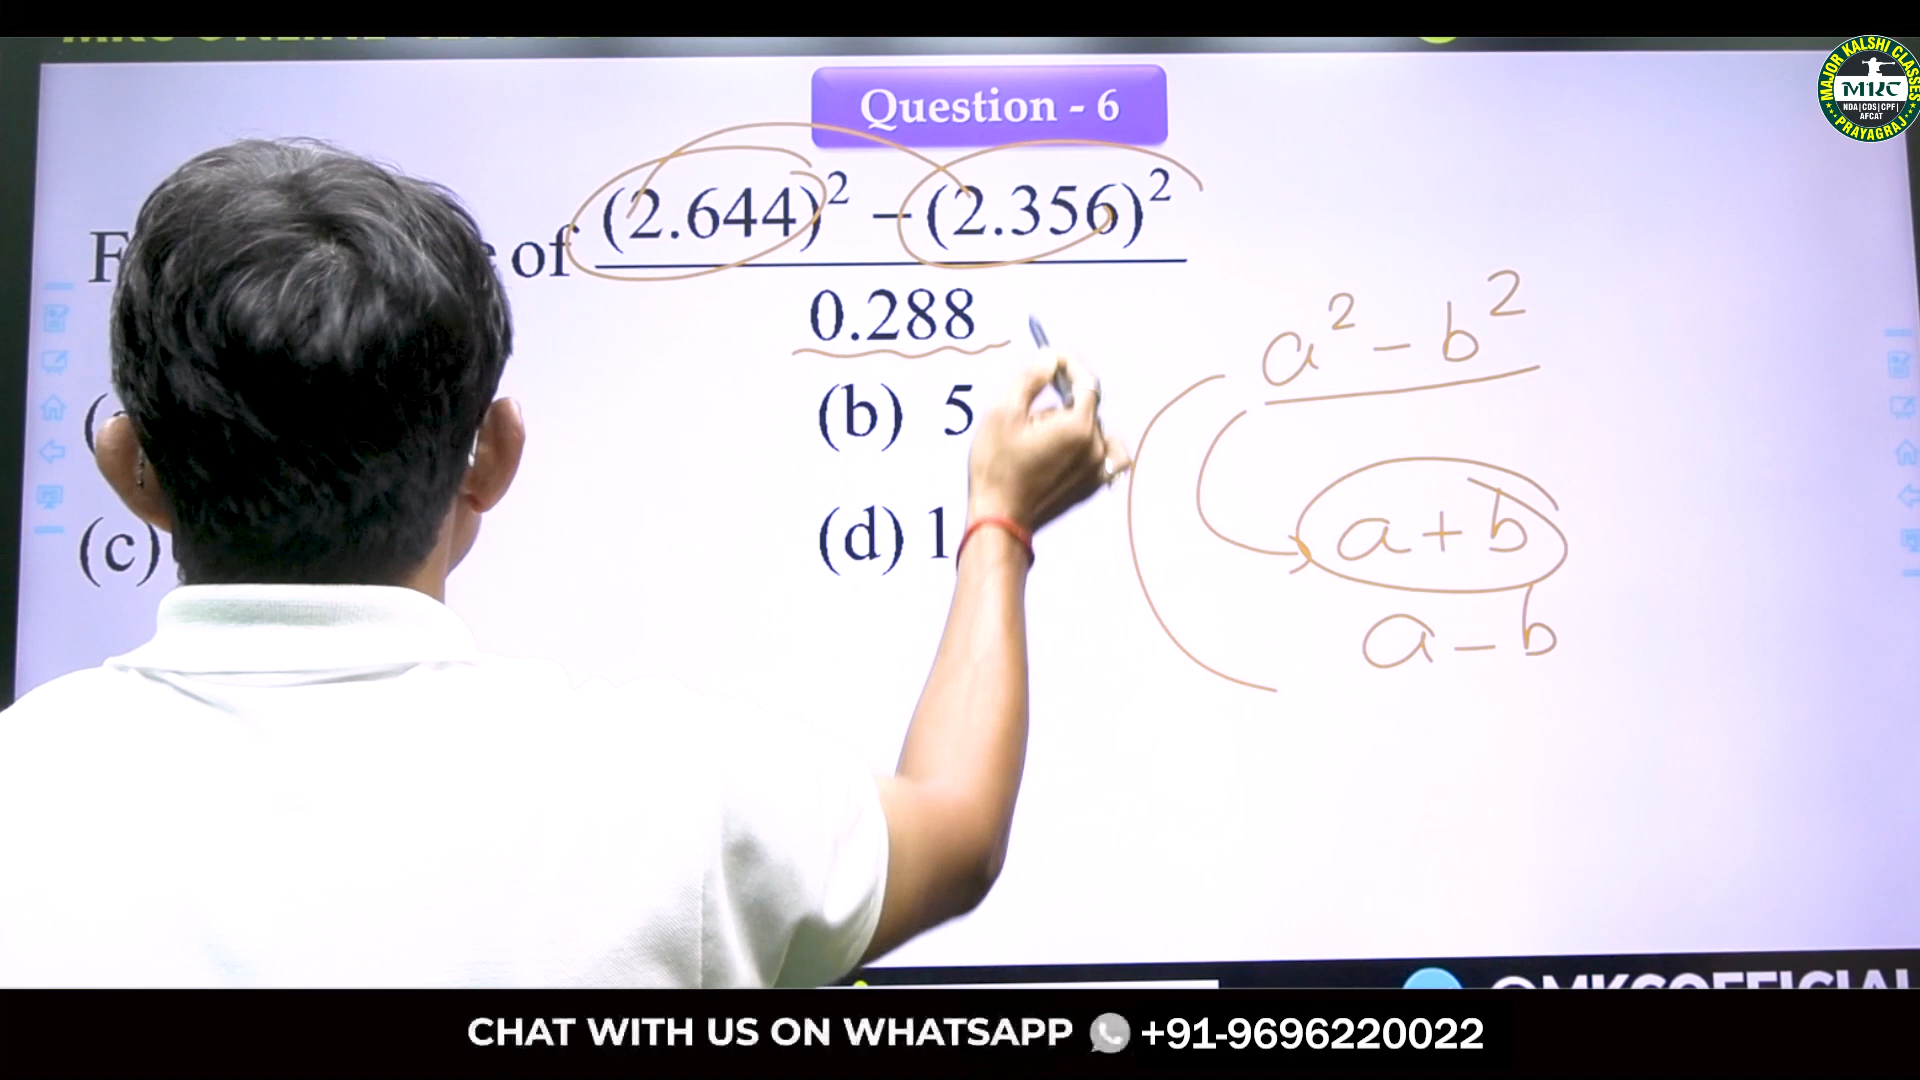 MAJOR KALSHI CLASSES
MKC
NDA|CDS|CPF|
AFCAT
PRAYAGRAJ
Question - 6
of (2.644)² – (2.356)²
0.288
(b) 5
(c)
(d) 1
a² – b²
a + b
a – b
CHAT WITH US ON WHATSAPP +91-9696220022